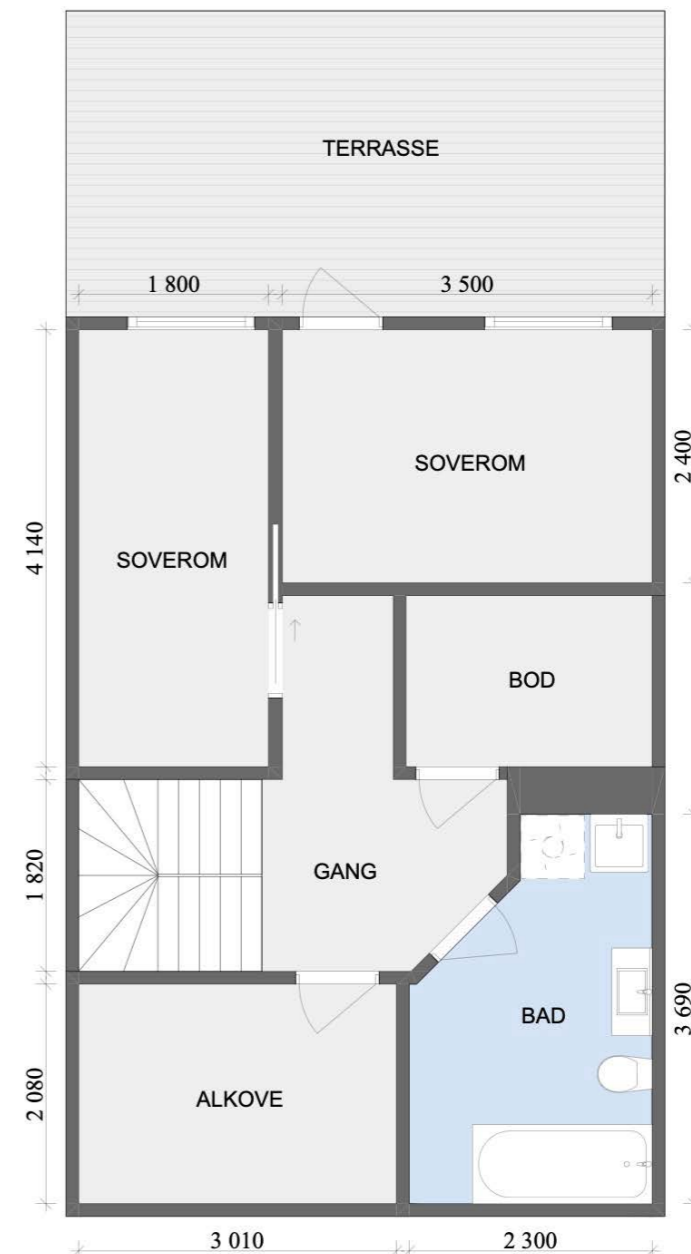 TERRASSE
1 800
3 500
SOVEROM
2 400
4 140
SOVEROM
BOD
1 820
GANG
3 690
BAD
2 080
ALKOVE
3 010
2 300